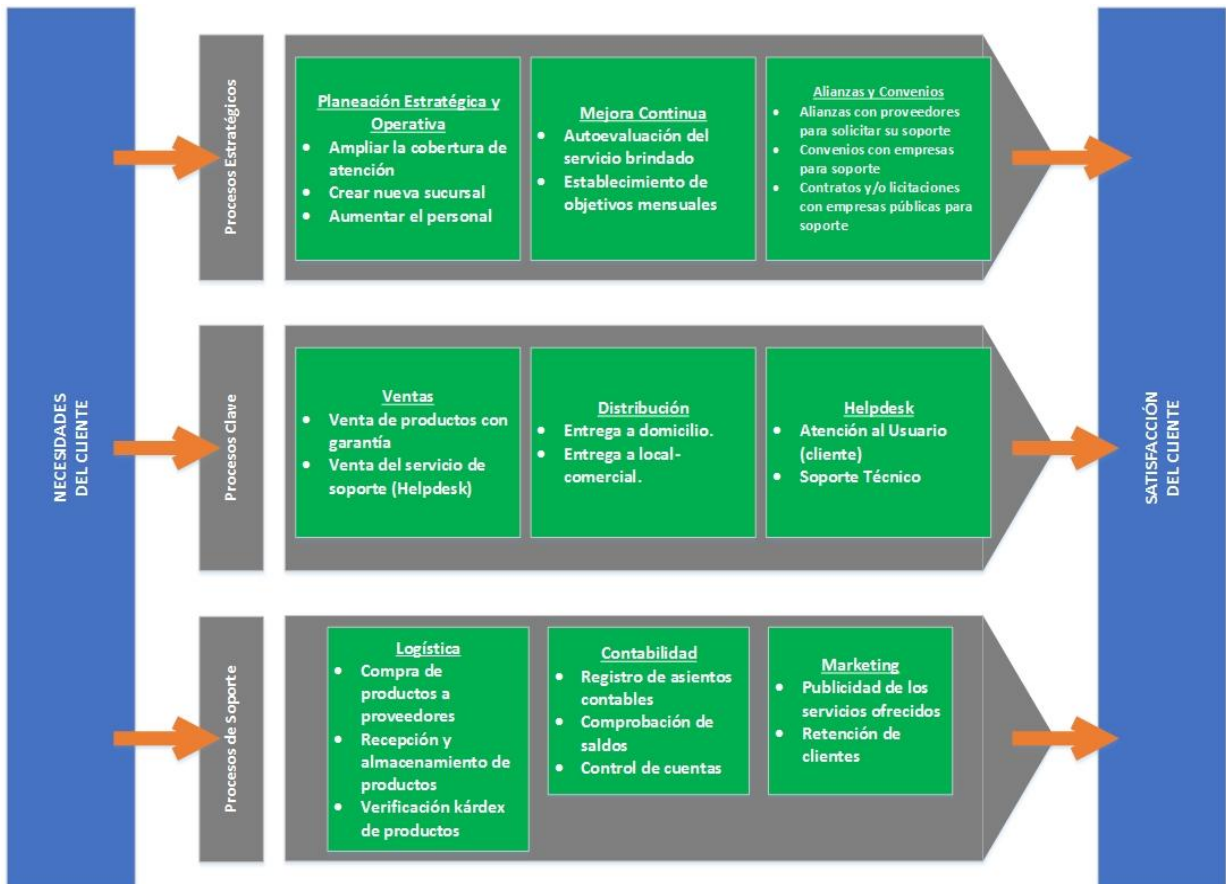 NECESIDADES
DEL CLIENTE
Procesos Estratégicos
Planeación Estratégica y
Operativa
• Ampliar la cobertura de
atención
• Crear nueva sucursal
• Aumentar el personal
Mejora Continua
• Autoevaluación del
servicio brindado
• Establecimiento de
objetivos mensuales
Alianzas y Convenios
• Alianzas con proveedores
para solicitar su soporte
• Convenios con empresas
para soporte
• Contratos y/o licitaciones
con empresas públicas para
soporte
Procesos Clave
Ventas
• Venta de productos con
garantía
• Venta del servicio de
soporte (Helpdesk)
Distribución
• Entrega a domicilio.
• Entrega a local-
comercial.
Helpdesk
• Atención al Usuario
(cliente)
• Soporte Técnico
Procesos de Soporte
Logística
• Compra de
productos a
proveedores
• Recepción y
almacenamiento de
productos
• Verificación kárdex
de productos
Contabilidad
• Registro de asientos
contables
• Comprobación de
saldos
• Control de cuentas
Marketing
• Publicidad de los
servicios ofrecidos
• Retención de
clientes
SATISFACCIÓN
DEL CLIENTE